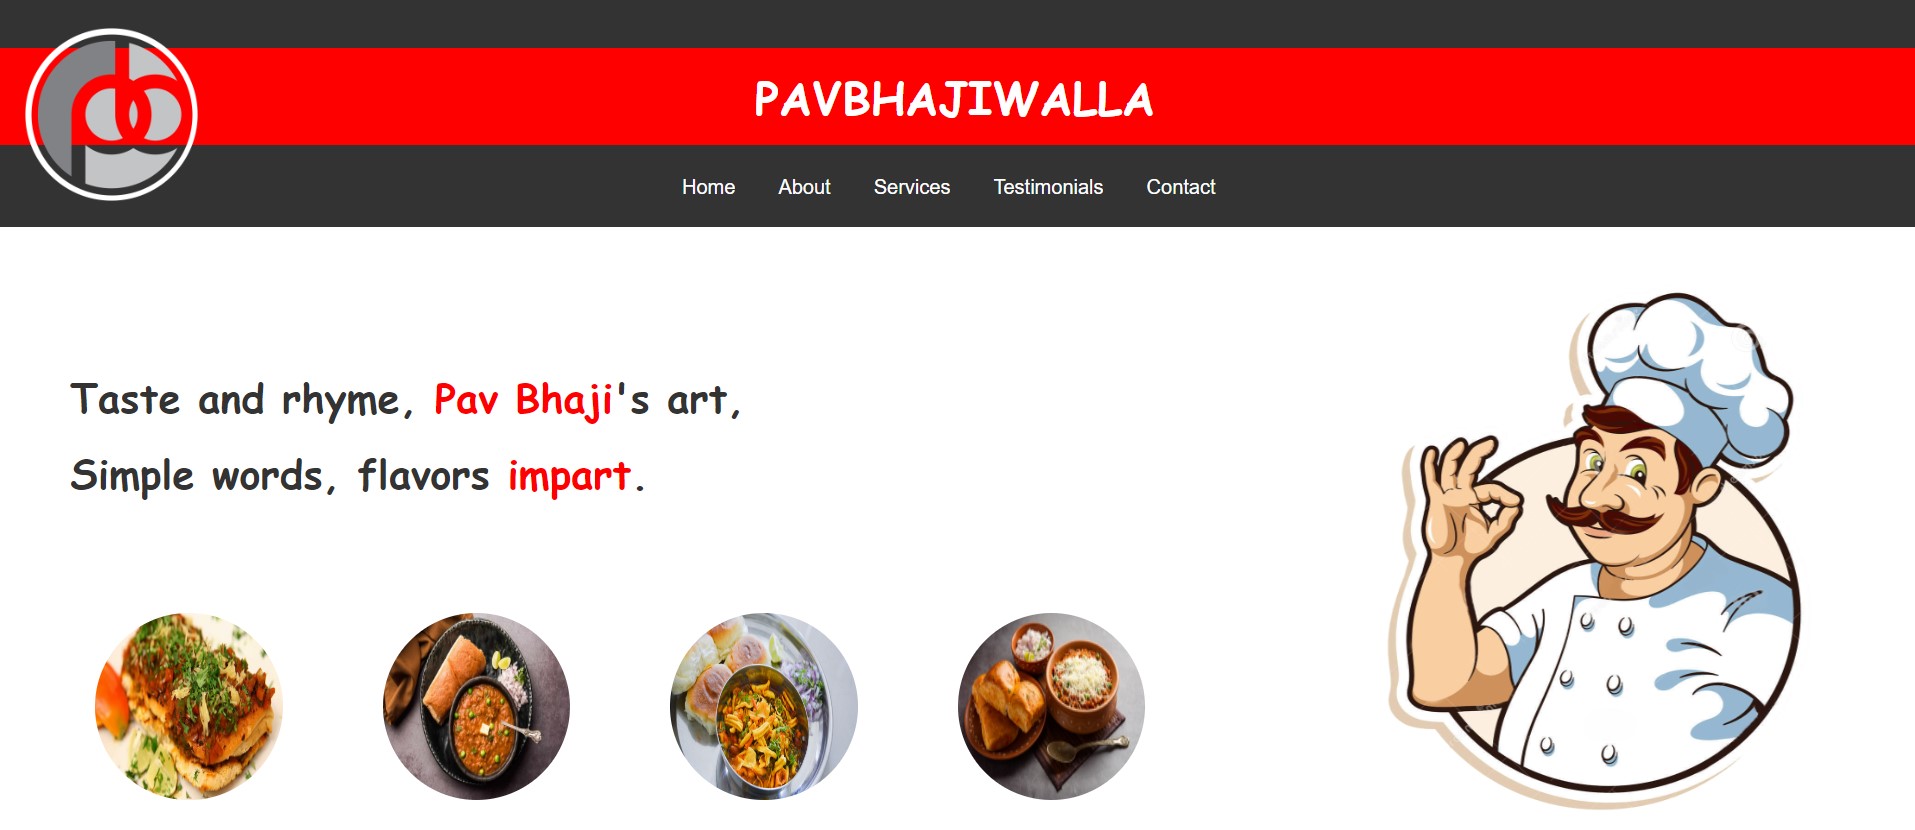 PAVBHAJIWALLA
Home About Services Testimonials Contact
Taste and rhyme, Pav Bhaji's art,
Simple words, flavors impart.